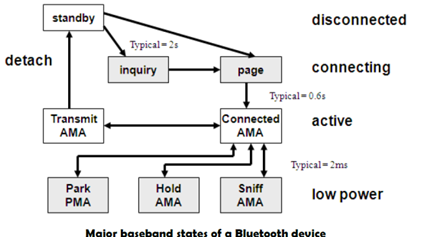 standby
disconnected
Typical = 2s
detach
inquiry
page
connecting
Typical = 0.6s
Transmit
AMA
Connected
AMA
active
Typical = 2ms
Park
PMA
Hold
AMA
Sniff
AMA
low power
Major baseband states of a Bluetooth device